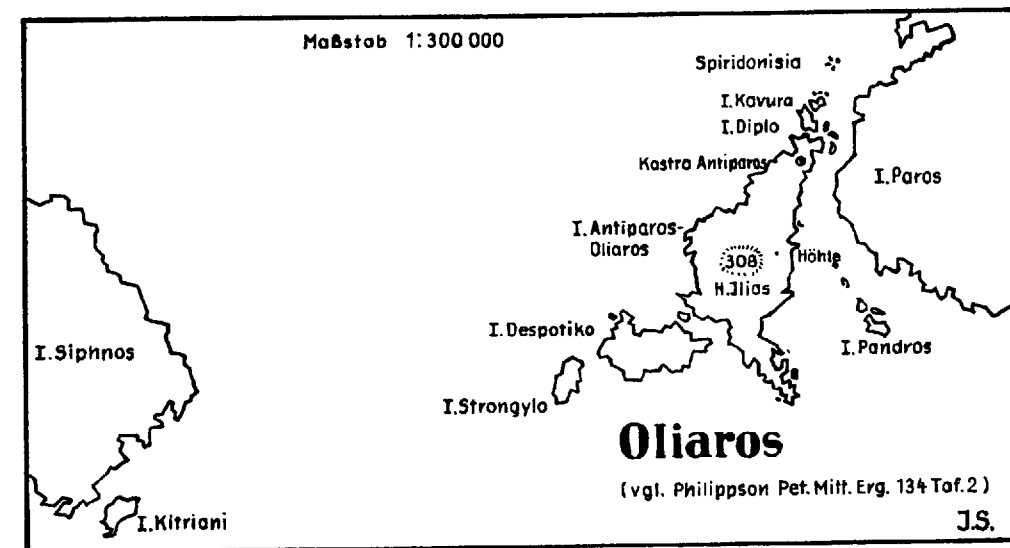 Maßstab 1:300 000
Spiridonisia
I.Kavura
I.Diplo
Kastra Antiparos
I.Paros
I.Antiparos-
Oliaros
308
Höhle
H.Ilias
I.Despotiko
I.Siphnos
I.Pandros
I.Strongylo
Oliaros
(vgl. Philippson Pet. Mitt. Erg. 134 Taf. 2)
J.S.
I.Kitriani